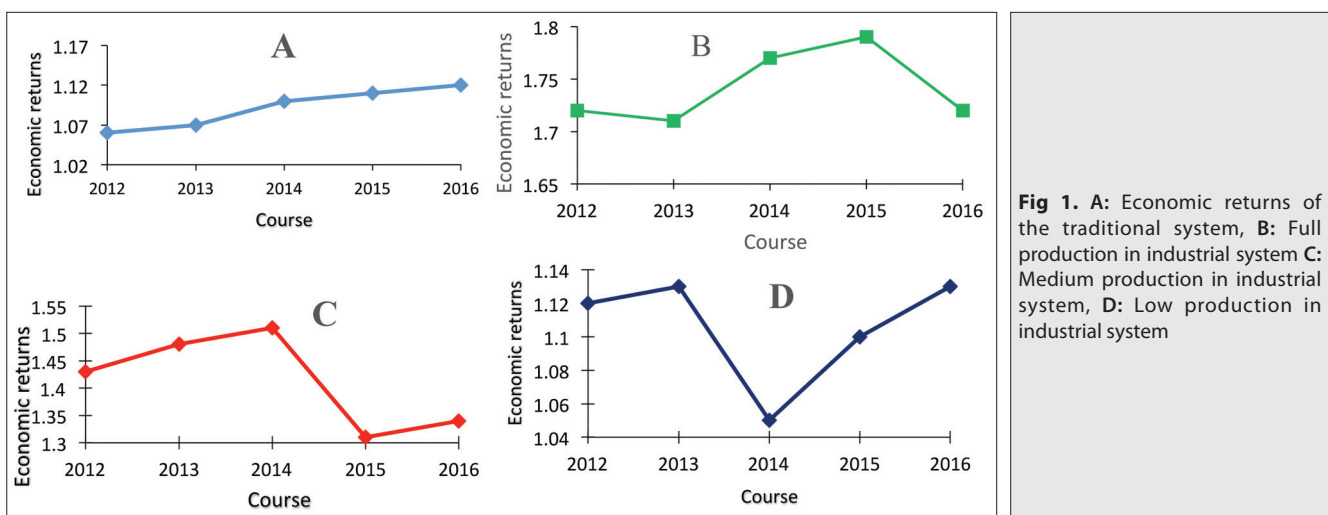 A
Economic returns
1.17
1.12
1.07
1.02
2012 2013 2014 2015 2016
Course
B
Economic returns
1.8
1.75
1.7
1.65
2012 2013 2014 2015 2016
Course
C
Economic returns
1.55
1.5
1.45
1.4
1.35
1.3
2012 2013 2014 2015 2016
Course
D
Economic returns
1.14
1.12
1.1
1.08
1.06
1.04
2012 2013 2014 2015 2016
Course
Fig 1. A: Economic returns of
the traditional system, B: Full
production in industrial system C:
Medium production in industrial
system, D: Low production in
industrial system